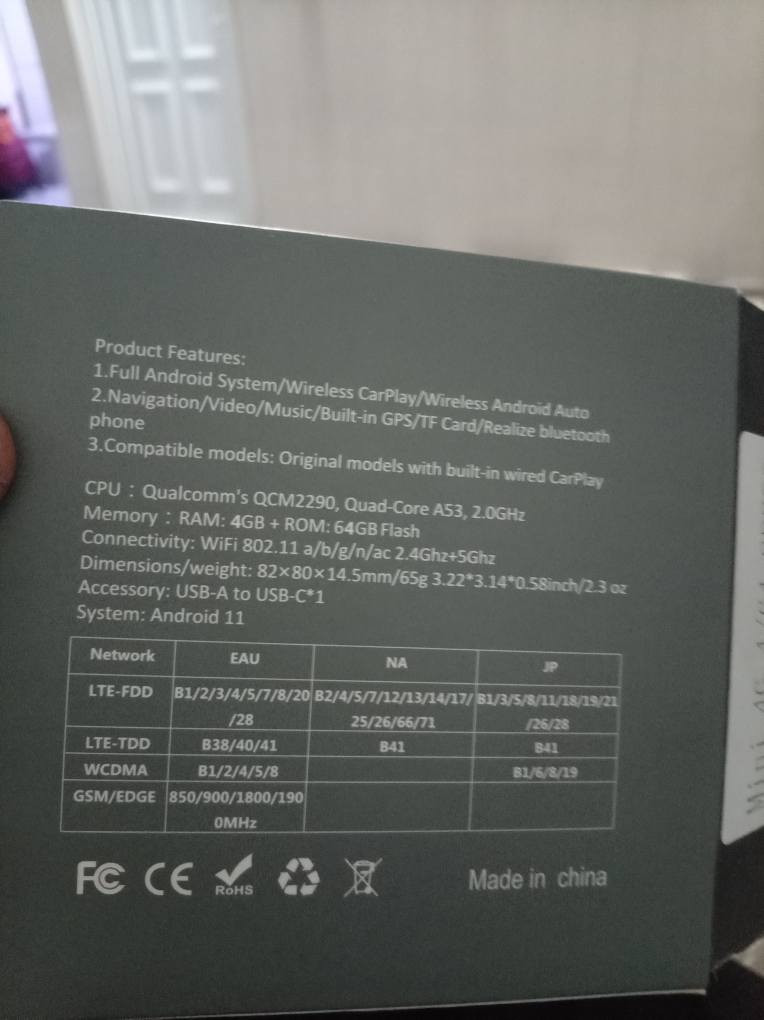 Product Features:
1.Full Android System/Wireless CarPlay/Wireless Android Auto
2.Navigation/Video/Music/Built-in GPS/TF Card/Realize bluetooth
phone
3.Compatible models: Original models with built-in wired CarPlay
CPU : Qualcomm's QCM2290, Quad-Core A53, 2.0GHz
Memory : RAM: 4GB + ROM: 64GB Flash
Connectivity: WiFi 802.11 a/b/g/n/ac 2.4Ghz+5Ghz
Dimensions/weight: 82×80×14.5mm/65g 3.22*3.14*0.58inch/2.3 oz
Accessory: USB-A to USB-C*1
System: Android 11
Network EAU NA JP
LTE-FDD B1/2/3/4/5/7/8/20 B2/4/5/7/12/13/14/17/ B1/3/5/8/11/18/19/21
/28 25/26/66/71 /26/28
LTE-TDD B38/40/41 B41 B41
WCDMA B1/2/4/5/8 B1/6/8/19
GSM/EDGE 850/900/1800/190
0MHz
FC CE RoHS Made in china
Mini